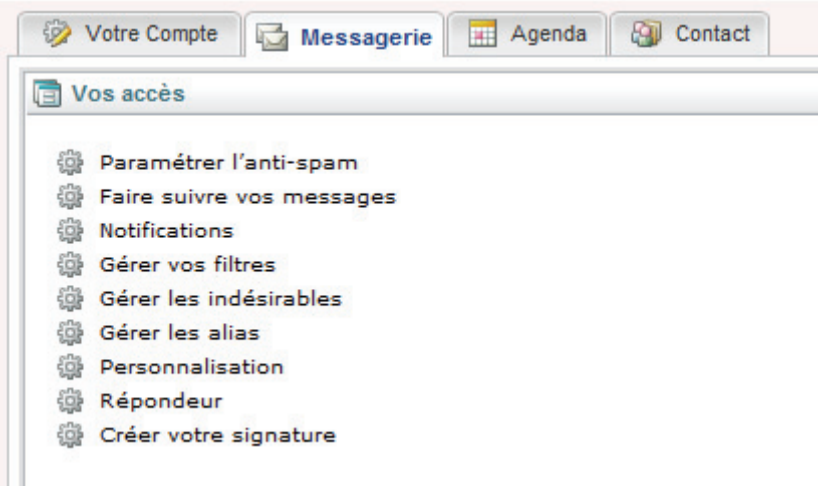 Votre Compte Messagerie Agenda Contact
Vos accès
Paramétrer l'anti-spam
Faire suivre vos messages
Notifications
Gérer vos filtres
Gérer les indésirables
Gérer les alias
Personnalisation
Répondeur
Créer votre signature